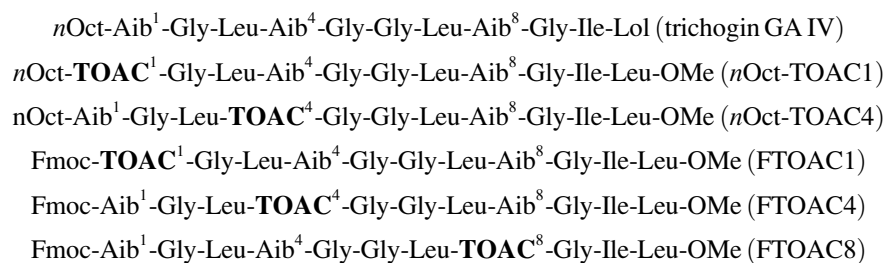 nOct-Aib¹-Gly-Leu-Aib⁴-Gly-Gly-Leu-Aib⁸-Gly-Ile-Lol (trichogin GA IV)
nOct-TOAC¹-Gly-Leu-Aib⁴-Gly-Gly-Leu-Aib⁸-Gly-Ile-Leu-OMe (nOct-TOAC1)
nOct-Aib¹-Gly-Leu-TOAC⁴-Gly-Gly-Leu-Aib⁸-Gly-Ile-Leu-OMe (nOct-TOAC4)
Fmoc-TOAC¹-Gly-Leu-Aib⁴-Gly-Gly-Leu-Aib⁸-Gly-Ile-Leu-OMe (FTOAC1)
Fmoc-Aib¹-Gly-Leu-TOAC⁴-Gly-Gly-Leu-Aib⁸-Gly-Ile-Leu-OMe (FTOAC4)
Fmoc-Aib¹-Gly-Leu-Aib⁴-Gly-Gly-Leu-TOAC⁸-Gly-Ile-Leu-OMe (FTOAC8)